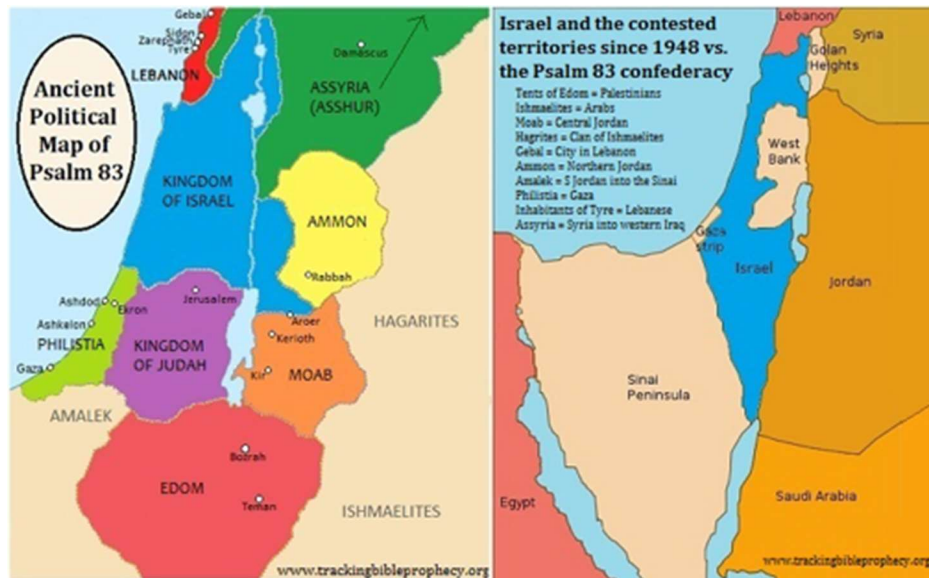 Ancient
Political
Map of
Psalm 83
Gebal
Sidon
Zarephath
Tyre
LEBANON
Damascus
ASSYRIA
(ASSHUR)
KINGDOM
OF ISRAEL
AMMON
Rabbah
Ashdod
Ekron
Jerusalem
Ashkelon
PHILISTIA
KINGDOM
OF JUDAH
Gaza
Aroer
Kerioth
Kir
MOAB
HAGARITES
AMALEK
EDOM
Bozrah
Teman
ISHMAELITES
www.trackingbibleprophecy.org
Israel and the contested
territories since 1948 vs.
the Psalm 83 confederacy
Tents of Edom = Palestinians
Ishmaelites = Arabs
Moab = Central Jordan
Hagrites = Clan of Ishmaelites
Gebal = City in Lebanon
Ammon = Northern Jordan
Amalek = S Jordan into the Sinai
Philistia = Gaza
Inhabitants of Tyre = Lebanese
Assyria = Syria into western Iraq
Lebanon
Syria
Golan
Heights
West
Bank
Gaza
strip
Israel
Jordan
Sinai
Peninsula
Egypt
Saudi Arabia
www.trackingbibleprophecy.org